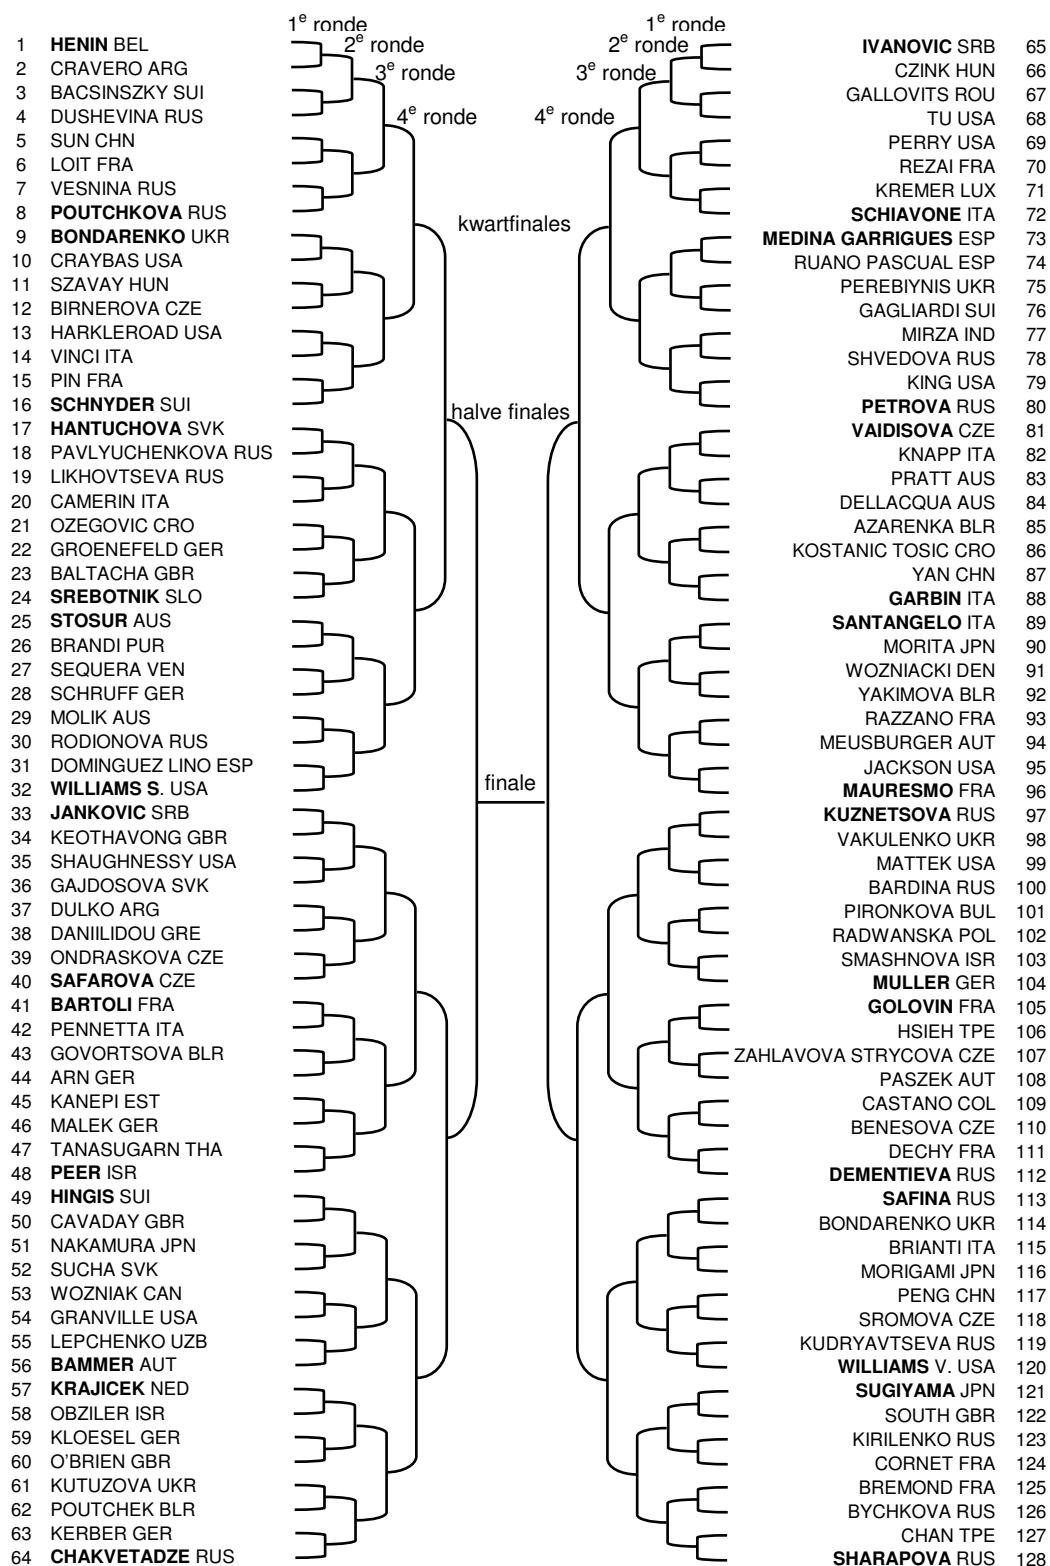 1e ronde
1e ronde
2e ronde
2e ronde
3e ronde
3e ronde
4e ronde
4e ronde
kwartfinales
halve finales
finale
1 HENIN BEL
2 CRAVERO ARG
3 BACSINSZKY SUI
4 DUSHEVINA RUS
5 SUN CHN
6 LOIT FRA
7 VESNINA RUS
8 POUTCHKOVA RUS
9 BONDARENKO UKR
10 CRAYBAS USA
11 SZAVAY HUN
12 BIRNEROVA CZE
13 HARKLEROAD USA
14 VINCI ITA
15 PIN FRA
16 SCHNYDER SUI
17 HANTUCHOVA SVK
18 PAVLYUCHENKOVA RUS
19 LIKHOVTSEVA RUS
20 CAMERIN ITA
21 OZEGOVIC CRO
22 GROENEFELD GER
23 BALTACHA GBR
24 SREBOTNIK SLO
25 STOSUR AUS
26 BRANDI PUR
27 SEQUERA VEN
28 SCHRUFF GER
29 MOLIK AUS
30 RODIONOVA RUS
31 DOMINGUEZ LINO ESP
32 WILLIAMS S. USA
33 JANKOVIC SRB
34 KEOTHAVONG GBR
35 SHAUGHNESSY USA
36 GAJDOSOVA SVK
37 DULKO ARG
38 DANIILIDOU GRE
39 ONDRASKOVA CZE
40 SAFAROVA CZE
41 BARTOLI FRA
42 PENNETTA ITA
43 GOVORTSOVA BLR
44 ARN GER
45 KANEPI EST
46 MALEK GER
47 TANASUGARN THA
48 PEER ISR
49 HINGIS SUI
50 CAVADAY GBR
51 NAKAMURA JPN
52 SUCHA SVK
53 WOZNIAK CAN
54 GRANVILLE USA
55 LEPCHENKO UZB
56 BAMMER AUT
57 KRAJICEK NED
58 OBZILER ISR
59 KLOESEL GER
60 O'BRIEN GBR
61 KUTUZOVA UKR
62 POUTCHEK BLR
63 KERBER GER
64 CHAKVETADZE RUS
IVANOVIC SRB 65
CZINK HUN 66
GALLOVITS ROU 67
TU USA 68
PERRY USA 69
REZAI FRA 70
KREMER LUX 71
SCHIAVONE ITA 72
MEDINA GARRIGUES ESP 73
RUANO PASCUAL ESP 74
PEREBIYNIS UKR 75
GAGLIARDI SUI 76
MIRZA IND 77
SHVEDOVA RUS 78
KING USA 79
PETROVA RUS 80
VAIDISOVA CZE 81
KNAPP ITA 82
PRATT AUS 83
DELLACQUA AUS 84
AZARENKA BLR 85
KOSTANIC TOSIC CRO 86
YAN CHN 87
GARBIN ITA 88
SANTANGELO ITA 89
MORITA JPN 90
WOZNIACKI DEN 91
YAKIMOVA BLR 92
RAZZANO FRA 93
MEUSBURGER AUT 94
JACKSON USA 95
MAURESMO FRA 96
KUZNETSOVA RUS 97
VAKULENKO UKR 98
MATTEK USA 99
BARDINA RUS 100
PIRONKOVA BUL 101
RADWANSKA POL 102
SMASHNOVA ISR 103
MULLER GER 104
GOLOVIN FRA 105
HSIEH TPE 106
ZAHLAVOVA STRYCOVA CZE 107
PASZEK AUT 108
CASTANO COL 109
BENESOVA CZE 110
DECHY FRA 111
DEMENTIEVA RUS 112
SAFINA RUS 113
BONDARENKO UKR 114
BRIANTI ITA 115
MORIGAMI JPN 116
PENG CHN 117
SROMOVA CZE 118
KUDRYAVTSEVA RUS 119
WILLIAMS V. USA 120
SUGIYAMA JPN 121
SOUTH GBR 122
KIRILENKO RUS 123
CORNET FRA 124
BREMOND FRA 125
BYCHKOVA RUS 126
CHAN TPE 127
SHARAPOVA RUS 128